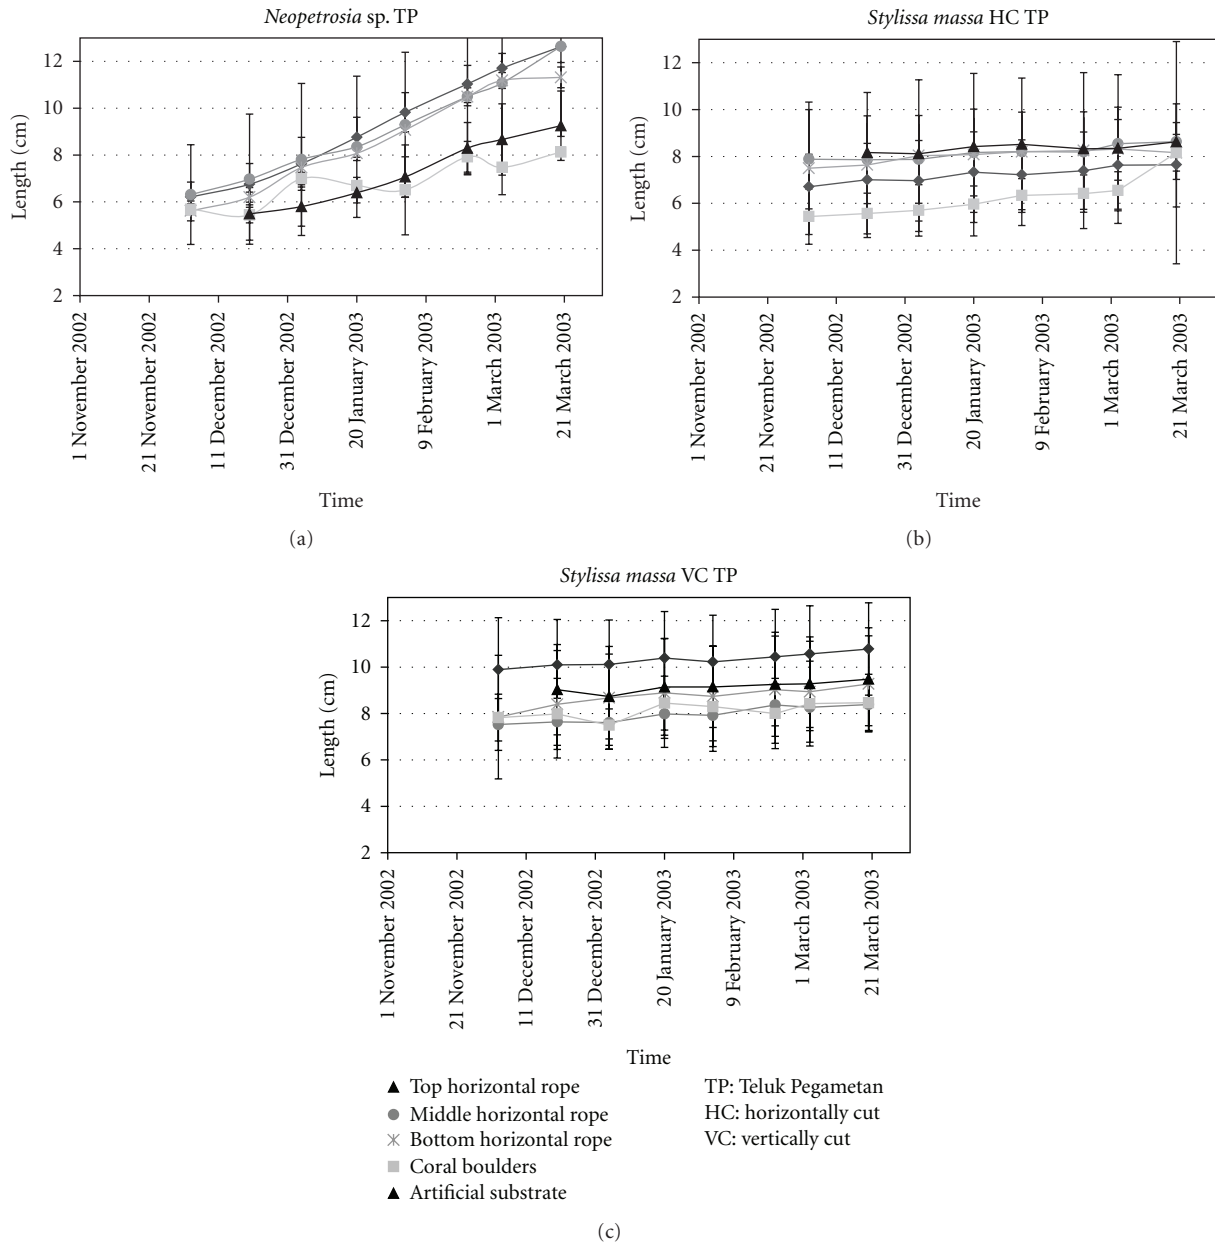 Neopetrosia sp. TP
12
10
8
6
4
2
Length (cm)
1 November 2002
21 November 2002
11 December 2002
31 December 2002
20 January 2003
9 February 2003
1 March 2003
21 March 2003
Time
(a)
Stylissa massa HC TP
12
10
8
6
4
2
Length (cm)
1 November 2002
21 November 2002
11 December 2002
31 December 2002
20 January 2003
9 February 2003
1 March 2003
21 March 2003
Time
(b)
Stylissa massa VC TP
12
10
8
6
4
2
Length (cm)
1 November 2002
21 November 2002
11 December 2002
31 December 2002
20 January 2003
9 February 2003
1 March 2003
21 March 2003
Time
Top horizontal rope
Middle horizontal rope
Bottom horizontal rope
Coral boulders
Artificial substrate
TP: Teluk Pegametan
HC: horizontally cut
VC: vertically cut
(c)